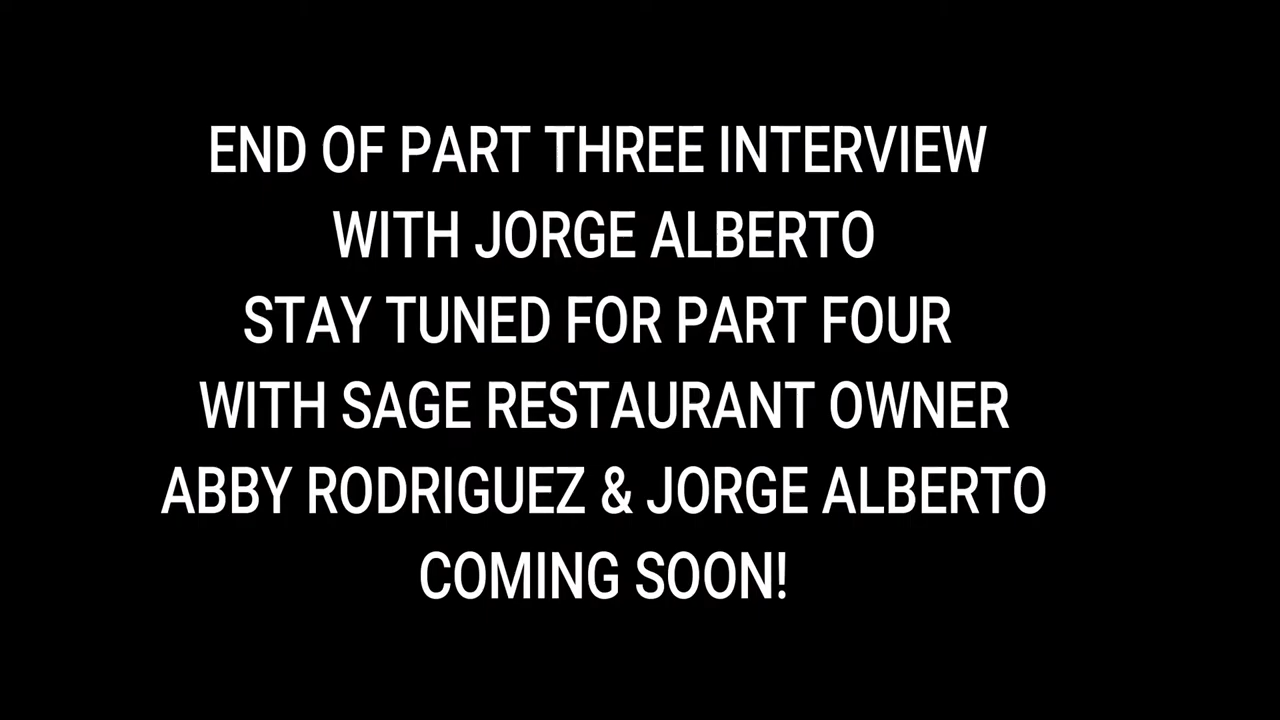 END OF PART THREE INTERVIEW
WITH JORGE ALBERTO
STAY TUNED FOR PART FOUR
WITH SAGE RESTAURANT OWNER
ABBY RODRIGUEZ & JORGE ALBERTO
COMING SOON!